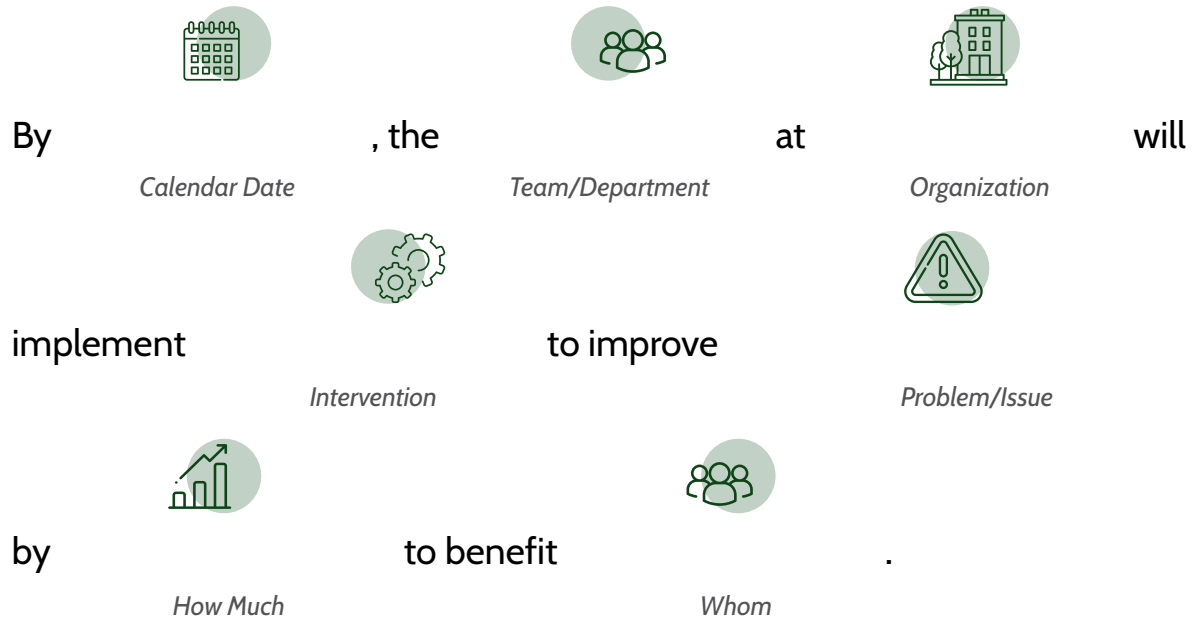 By , the at will
Calendar Date Team/Department Organization
implement to improve
Intervention Problem/Issue
by to benefit .
How Much Whom